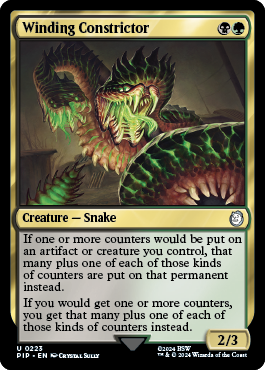 Winding Constrictor
Creature — Snake
If one or more counters would be put on
an artifact or creature you control, that
many plus one of each of those kinds
of counters are put on that permanent
instead.
If you would get one or more counters,
you get that many plus one of each of
those kinds of counters instead.
2/3
U 0223
PIP • EN Crystal Sully
©2024 BSW
™ & © 2024 Wizards of the Coast